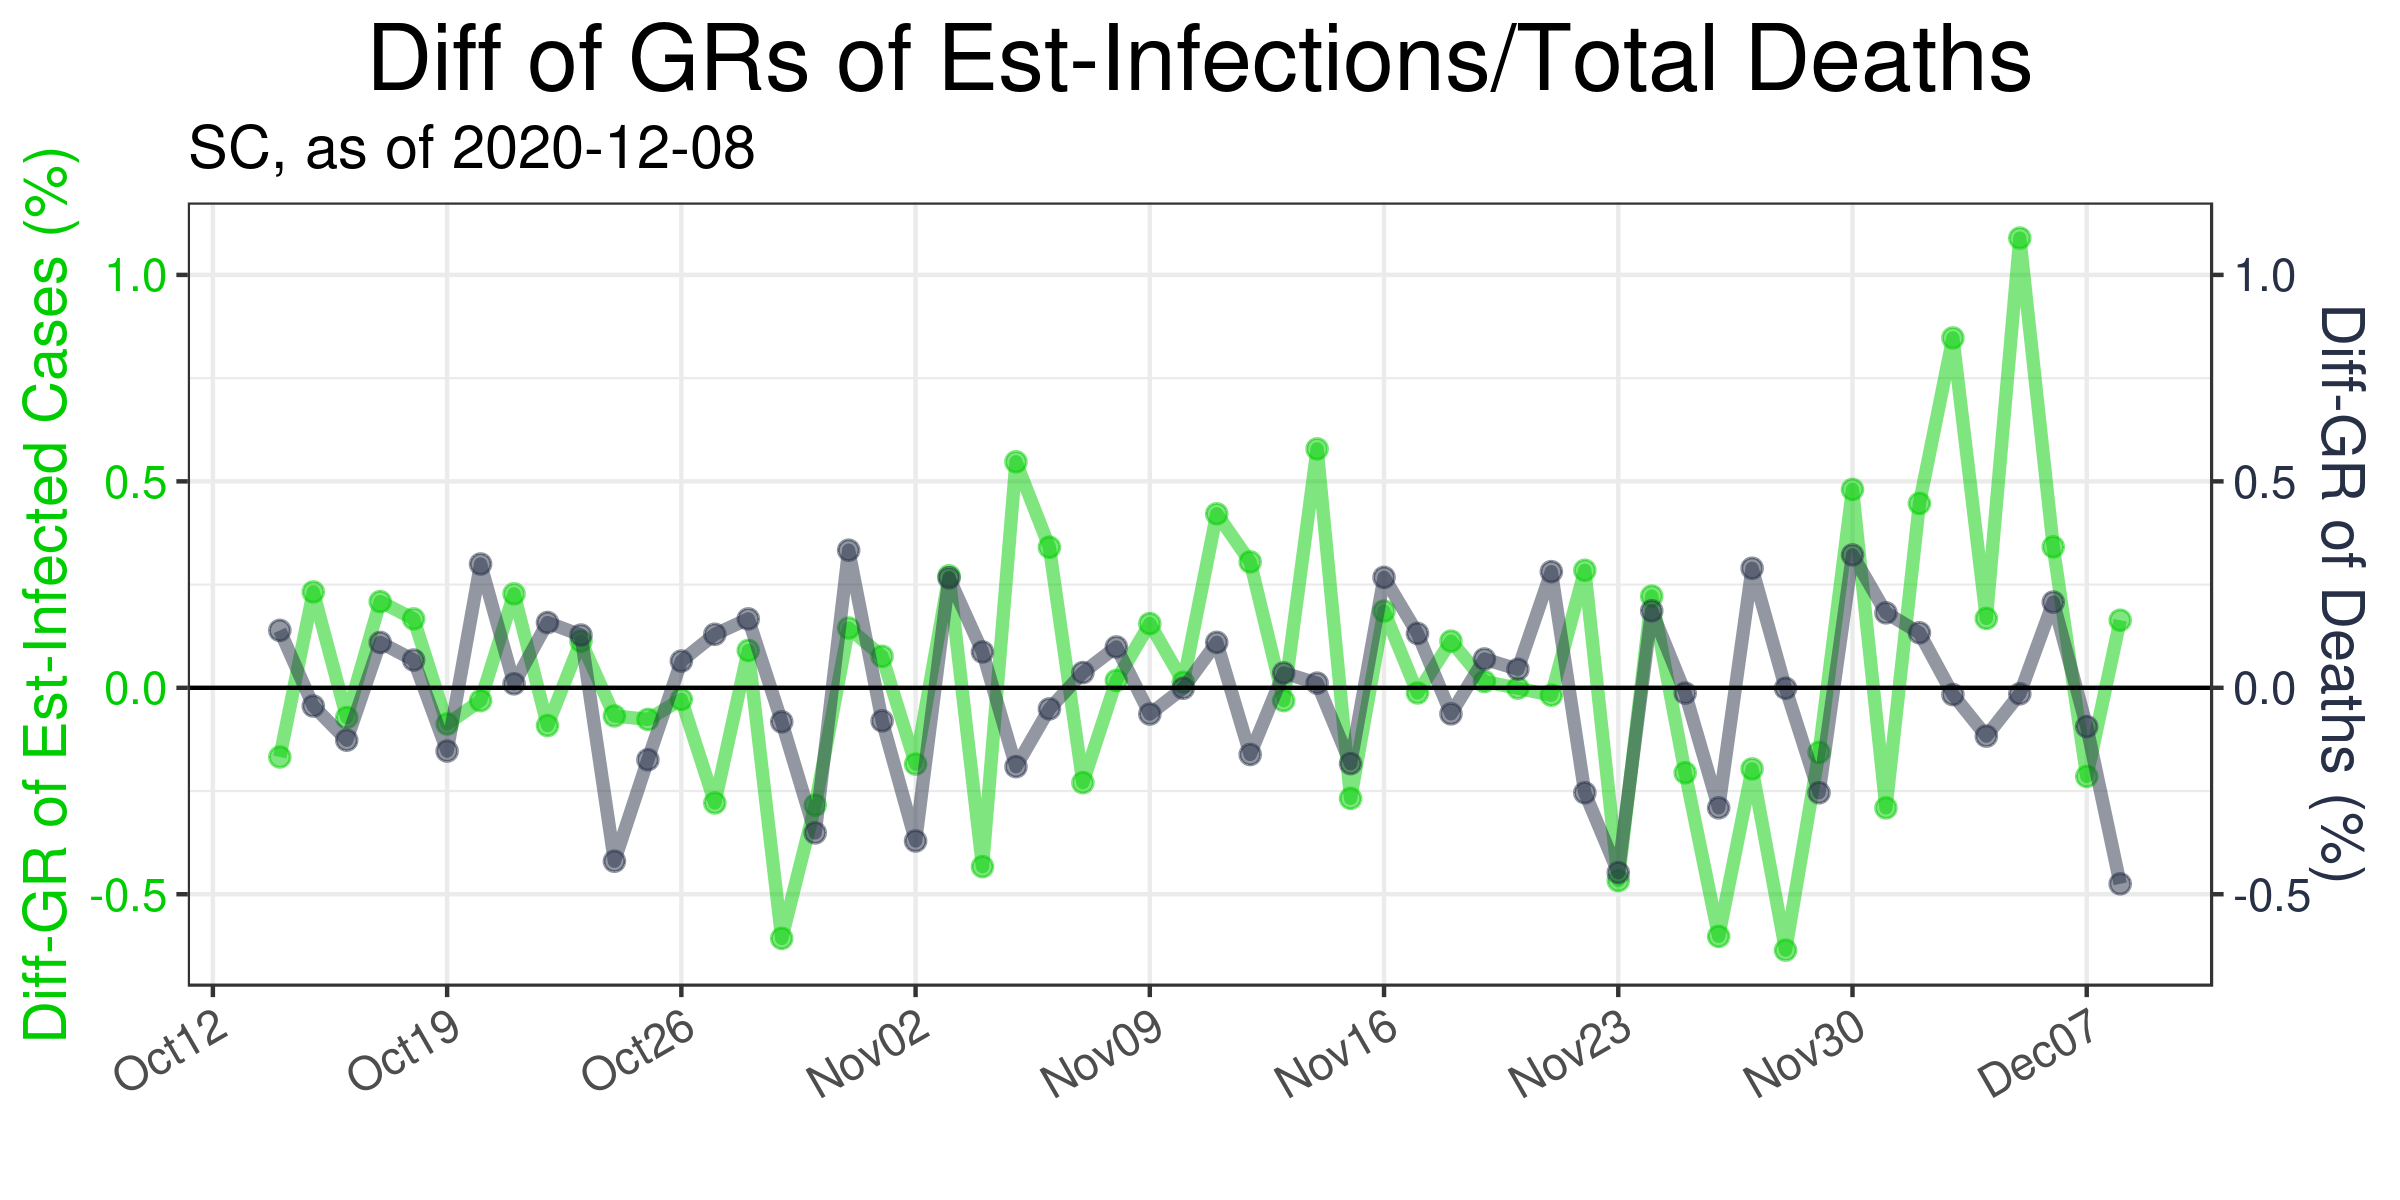 Diff of GRs of Est-Infections/Total Deaths
SC, as of 2020-12-08
Diff-GR of Est-Infected Cases (%)
1.0
0.5
0.0
-0.5
1.0
0.5
0.0
-0.5
Diff-GR of Deaths (%)
Oct12
Oct19
Oct26
Nov02
Nov09
Nov16
Nov23
Nov30
Dec07